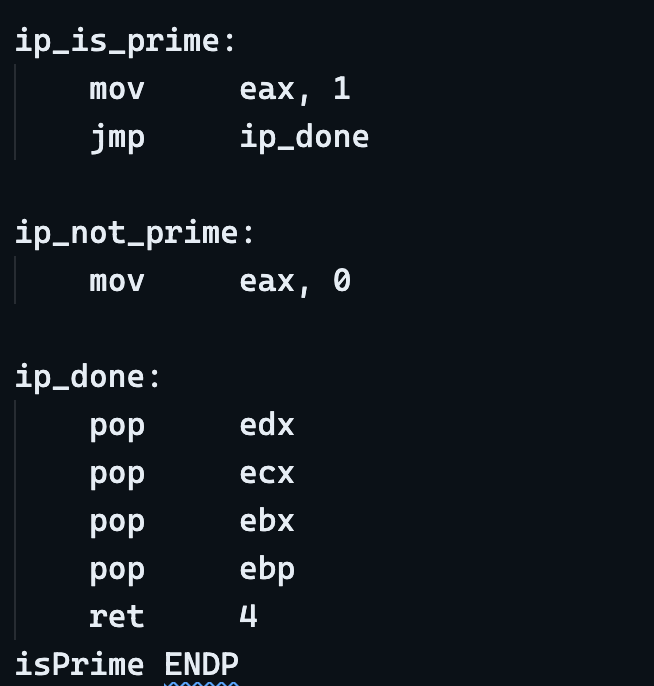 ip_is_prime:
mov eax, 1
jmp ip_done
ip_not_prime:
mov eax, 0
ip_done:
pop edx
pop ecx
pop ebx
pop ebp
ret 4
isPrime ENDP